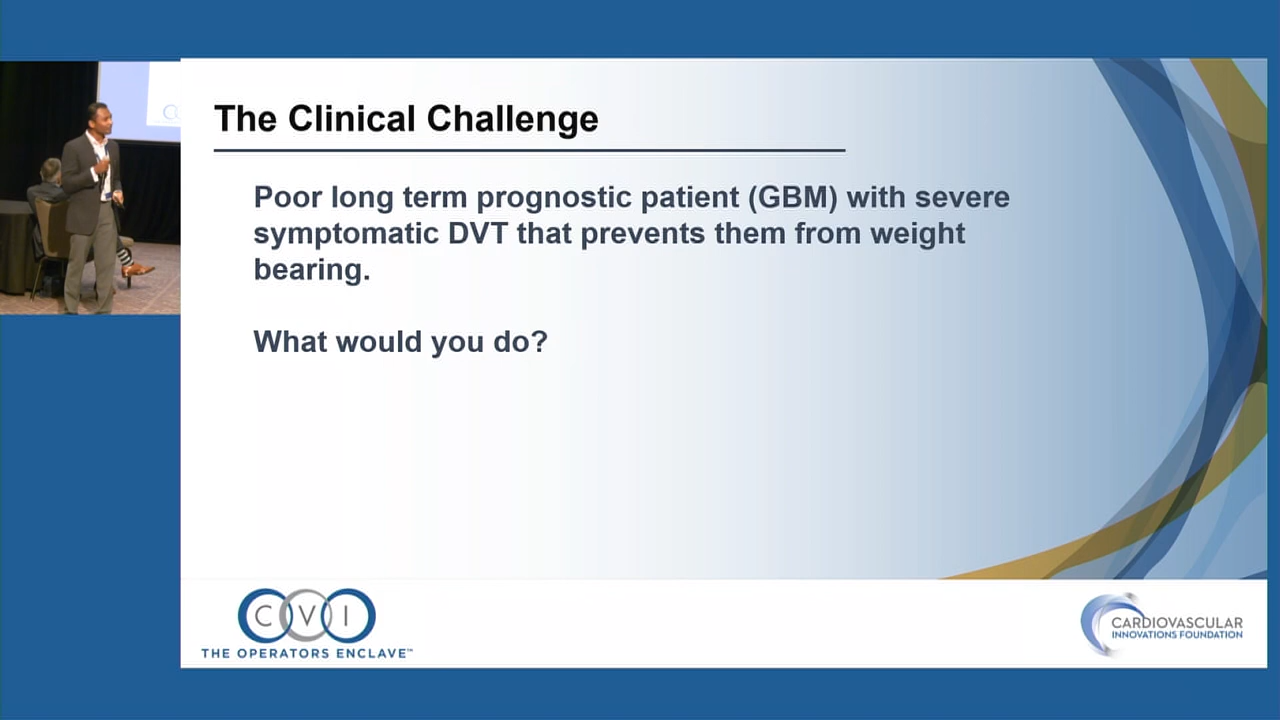 The Clinical Challenge
Poor long term prognostic patient (GBM) with severe
symptomatic DVT that prevents them from weight
bearing.
What would you do?
C V I
THE OPERATORS ENCLAVE™
CARDIOVASCULAR
INNOVATIONS FOUNDATION